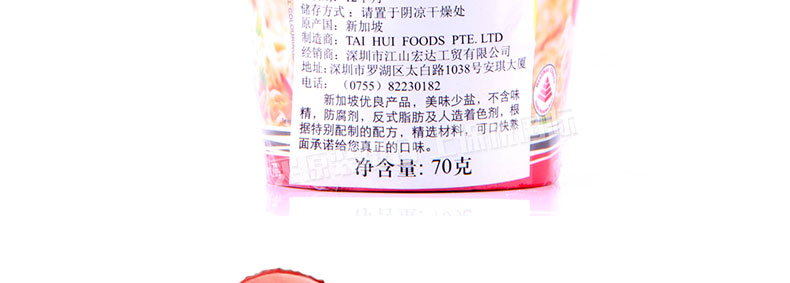 储存方式：请置于阴凉干燥处
原产国：新加坡
制造商：TAI HUI FOODS PTE. LTD
经销商：深圳市江山宏达工贸有限公司
地址：深圳市罗湖区太白路1038号安琪大厦
电话： (0755) 82230182
新加坡优良产品，美味少盐，不含味
精，防腐剂，反式脂肪及人造着色剂，根
据特别配制的配方，精选材料，可口快熟
面承诺给您真正的口味。
净含量: 70克